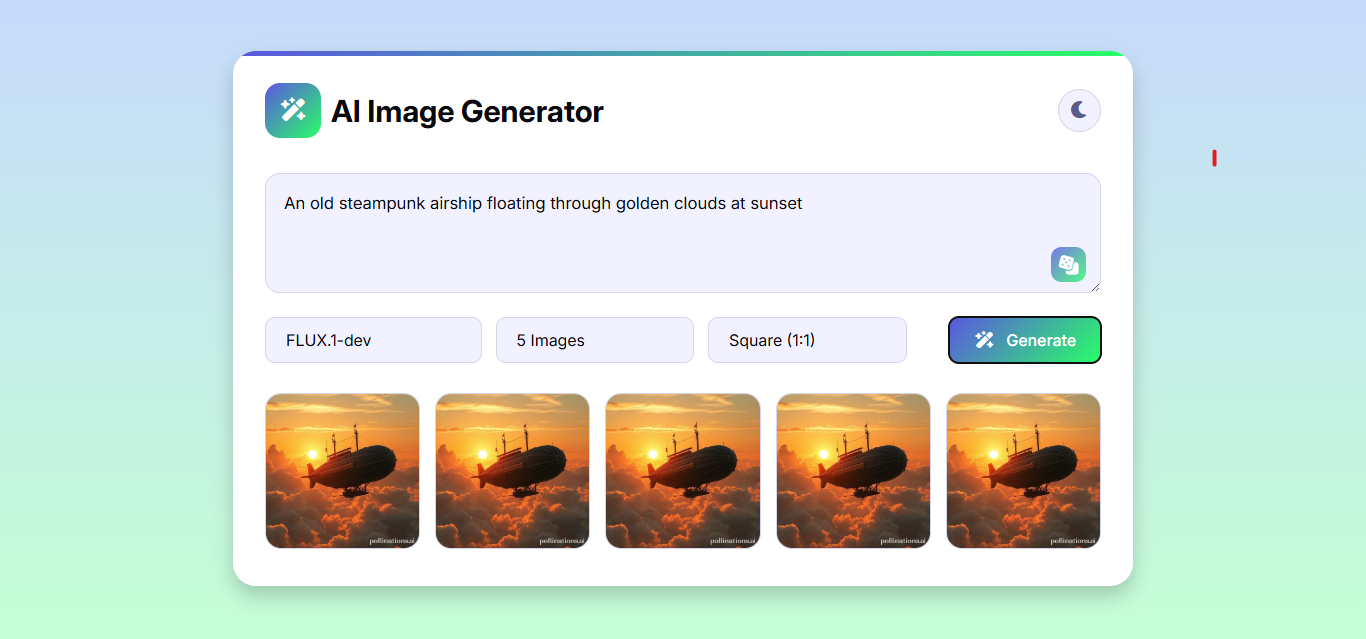 AI Image Generator
An old steampunk airship floating through golden clouds at sunset
FLUX.1-dev
5 Images
Square (1:1)
Generate
pollinations.ai
pollinations.ai
pollinations.ai
pollinations.ai
pollinations.ai